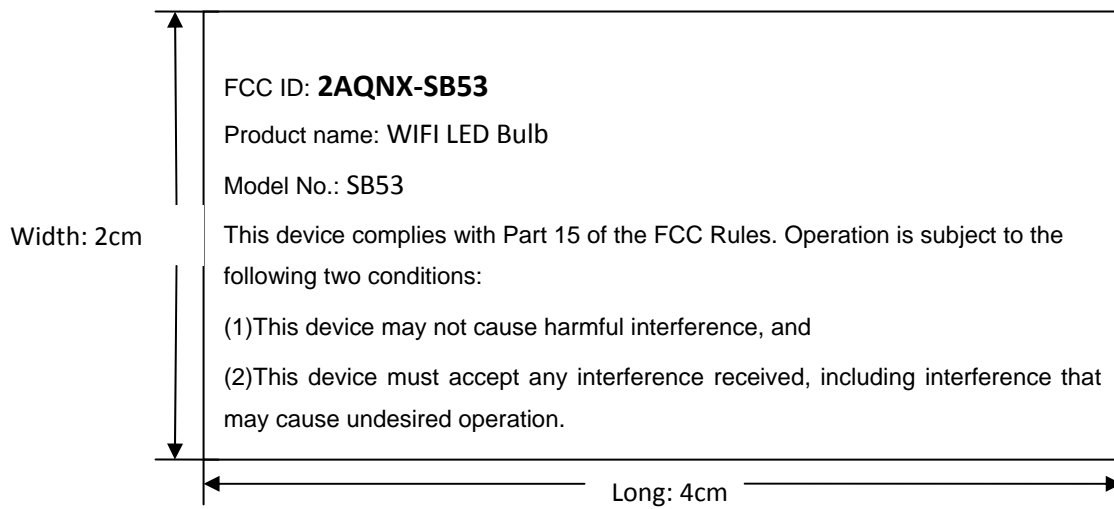 FCC ID: 2AQNX-SB53
Product name: WIFI LED Bulb
Model No.: SB53
Width: 2cm
This device complies with Part 15 of the FCC Rules. Operation is subject to the
following two conditions:
(1)This device may not cause harmful interference, and
(2)This device must accept any interference received, including interference that
may cause undesired operation.
Long: 4cm